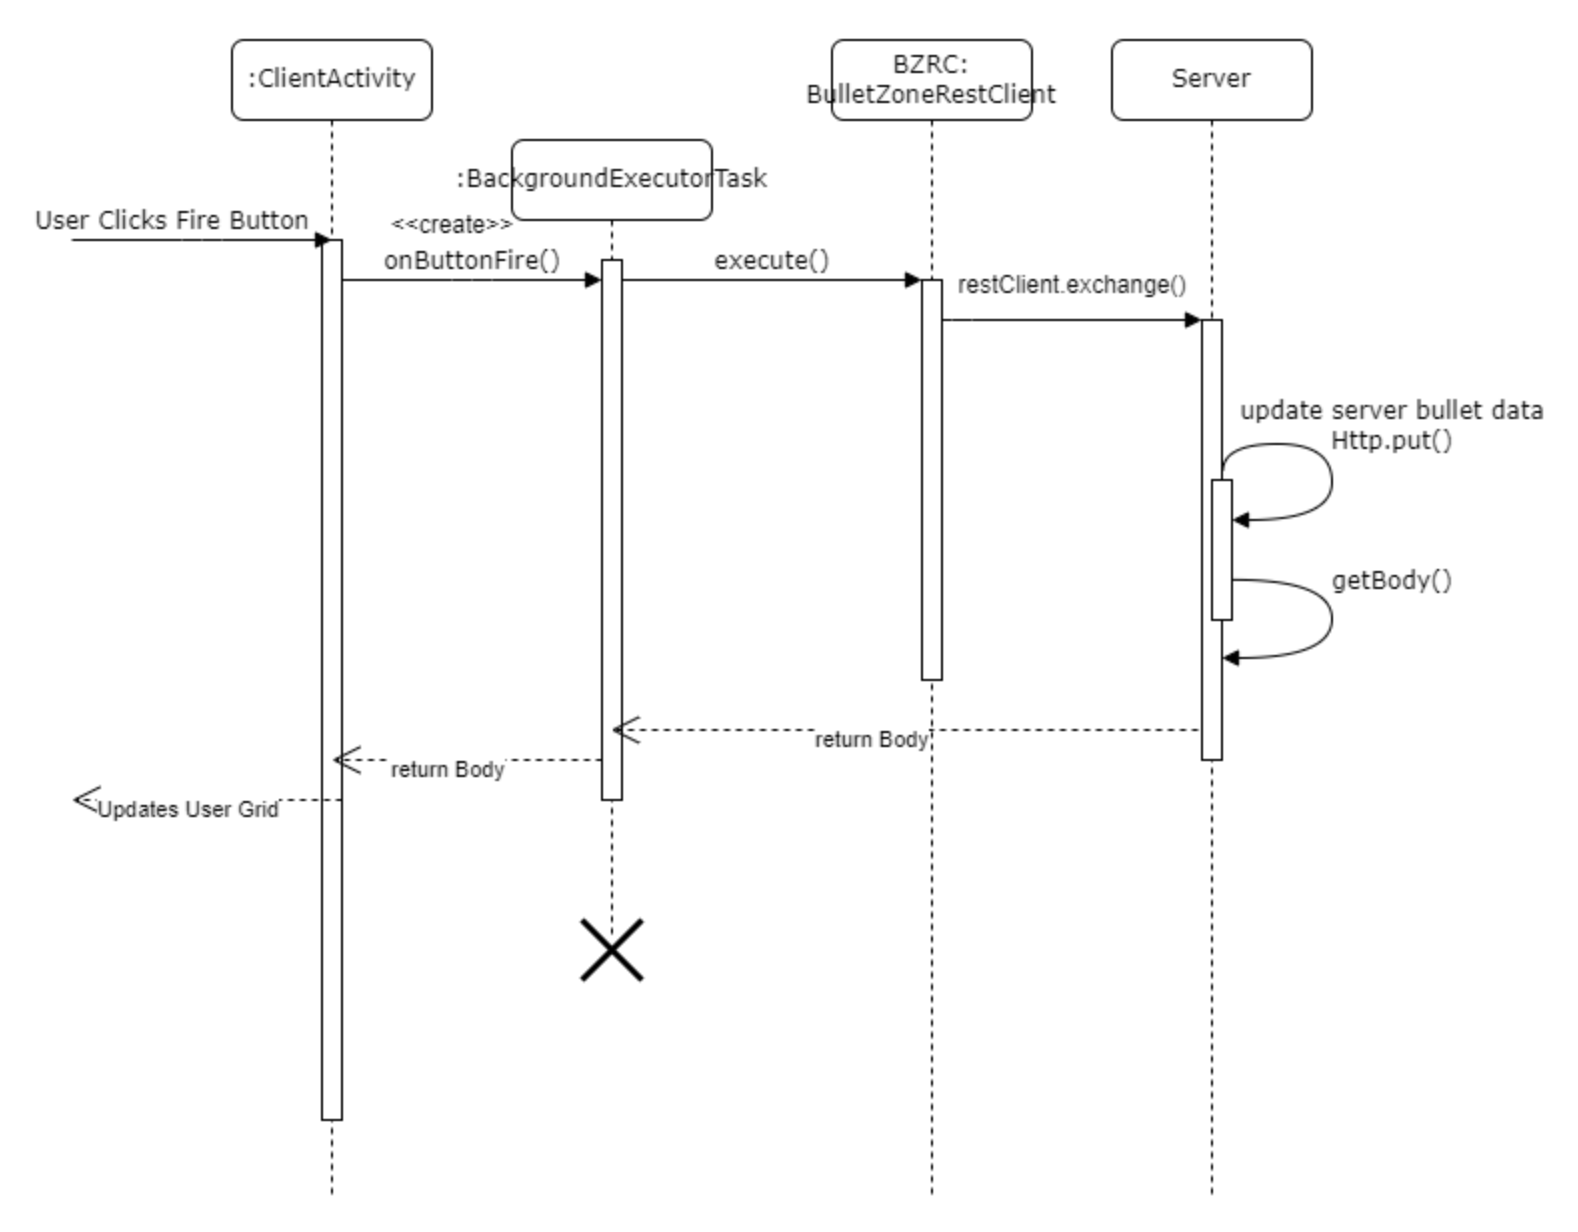 :ClientActivity
BZRC:
BulletZoneRestClient
Server
:BackgroundExecutorTask
User Clicks Fire Button
<<create>>
onButtonFire()
execute()
restClient.exchange()
update server bullet data
Http.put()
getBody()
return Body
return Body
Updates User Grid